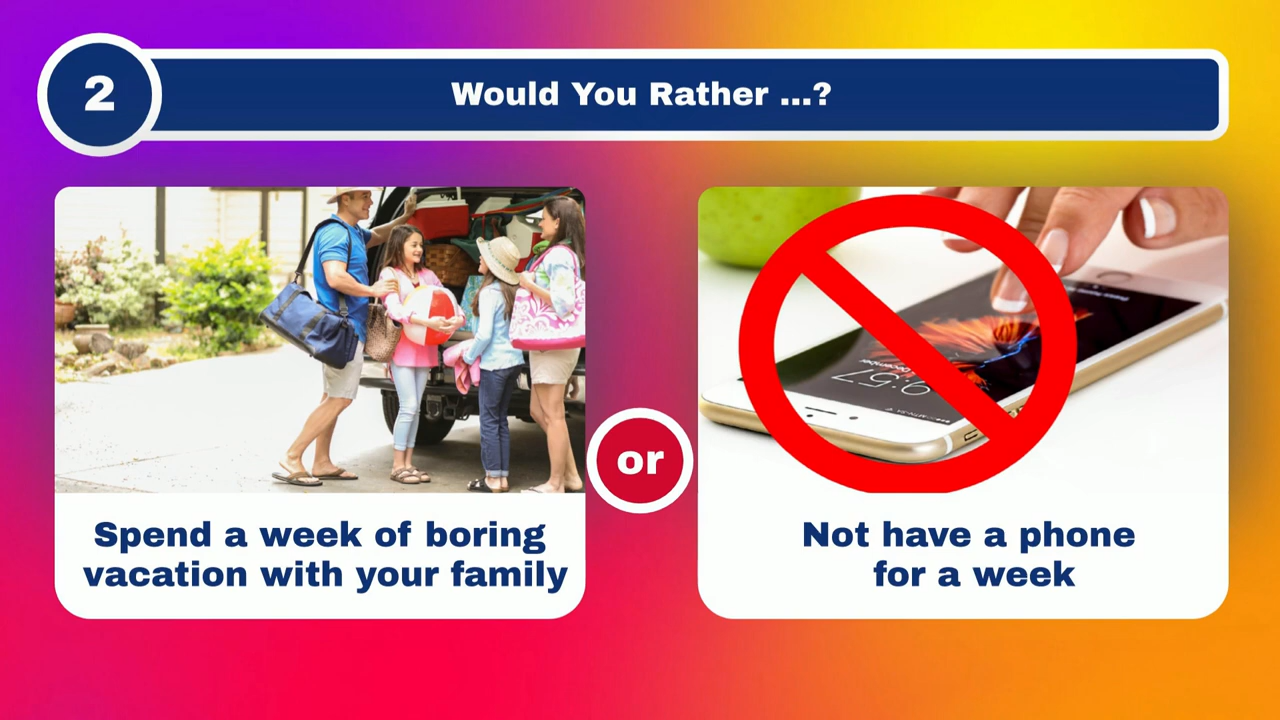 2
Would You Rather ...?
or
Spend a week of boring
vacation with your family
Not have a phone
for a week